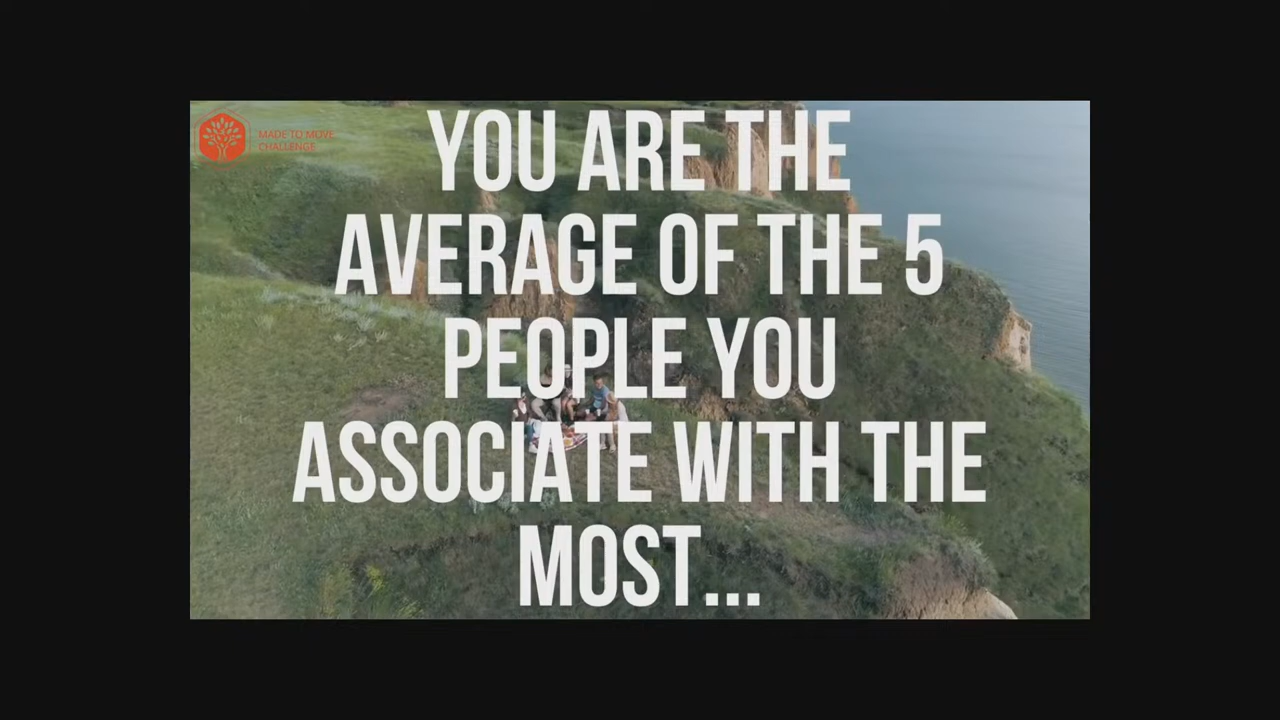 MADE TO MOVE
CHALLENGE
YOU ARE THE
AVERAGE OF THE 5
PEOPLE YOU
ASSOCIATE WITH THE
MOST...